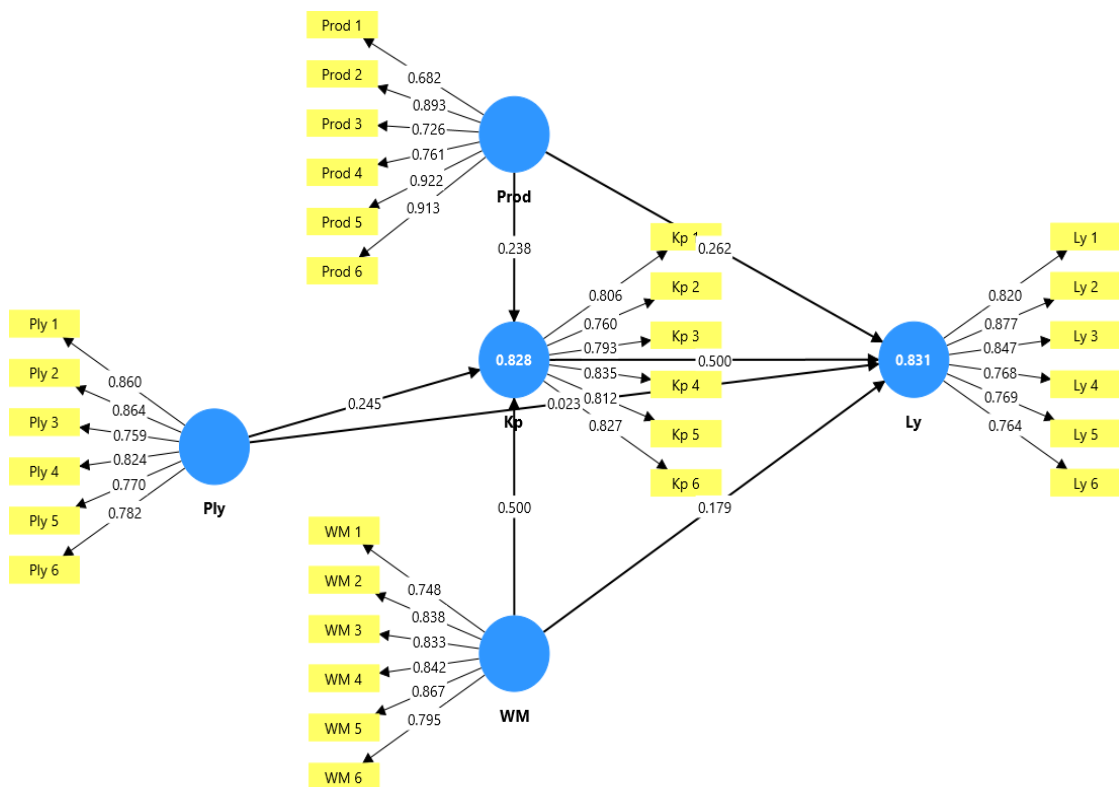 Prod 1
Prod 2
Prod 3
Prod 4
Prod 5
Prod 6
0.682
0.893
0.726
0.761
0.922
0.913
Prod
0.238
0.262
Kp 1
Kp 2
Kp 3
Kp 4
Kp 5
Kp 6
0.806
0.760
0.793
0.835
0.812
0.827
0.828
Kp
0.500
0.023
0.245
Ly 1
Ly 2
Ly 3
Ly 4
Ly 5
Ly 6
0.820
0.877
0.847
0.768
0.769
0.764
0.831
Ly
Ply 1
Ply 2
Ply 3
Ply 4
Ply 5
Ply 6
0.860
0.864
0.759
0.824
0.770
0.782
Ply
0.500
0.179
WM 1
WM 2
WM 3
WM 4
WM 5
WM 6
0.748
0.838
0.833
0.842
0.867
0.795
WM